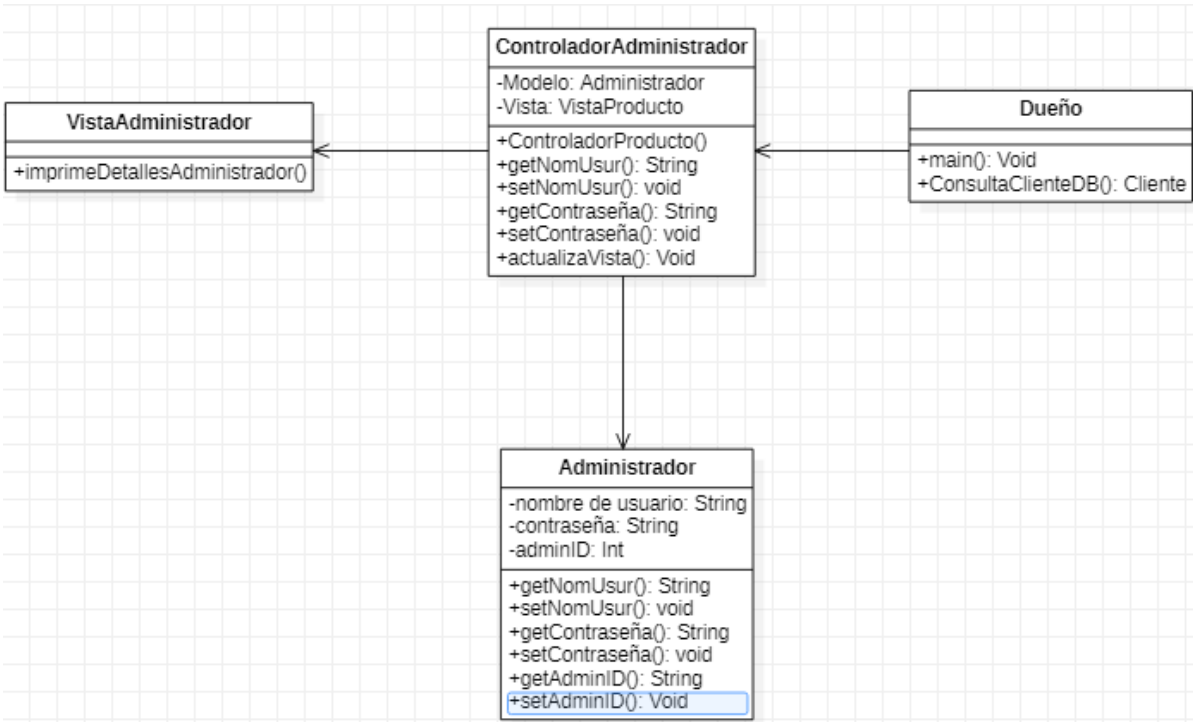 ControladorAdministrador
-Modelo: Administrador
-Vista: VistaProducto
+ControladorProducto()
+getNomUsur(): String
+setNomUsur(): void
+getContraseña(): String
+setContraseña(): void
+actualizaVista(): Void
VistaAdministrador
+imprimeDetallesAdministrador()
Dueño
+main(): Void
+ConsultaClienteDB(): Cliente
Administrador
-nombre de usuario: String
-contraseña: String
-adminID: Int
+getNomUsur(): String
+setNomUsur(): void
+getContraseña(): String
+setContraseña(): void
+getAdminID(): String
+setAdminID(): Void